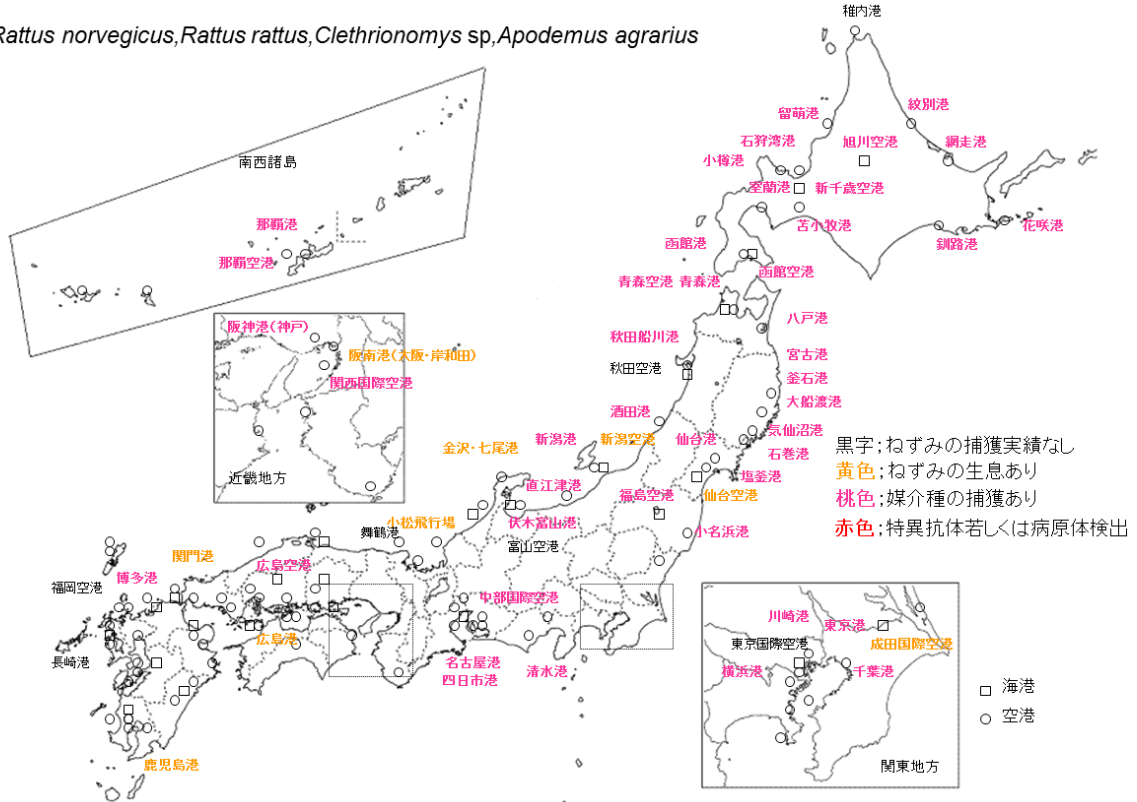 Rattus norvegicus,Rattus rattus,Clethrionomys sp,Apodemus agrarius
稚内港
留萌港
紋別港
石狩湾港
旭川空港
網走港
小樽港
室蘭港
新千歳空港
苫小牧港
釧路港
花咲港
函館港
函館空港
青森空港 青森港
八戸港
秋田船川港
宮古港
秋田空港
釜石港
大船渡港
酒田港
気仙沼港
石巻港
仙台港
塩釜港
新潟港
新潟空港
金沢・七尾港
直江津港
福島空港
仙台空港
小松飛行場
伏木富山港
小名浜港
舞鶴港
富山空港
関門港
広島空港
博多港
福岡空港
中部国際空港
広島港
長崎港
名古屋港
四日市港
清水港
鹿児島港
南西諸島
那覇港
那覇空港
阪神港(神戸)
阪南港(大阪・岸和田)
関西国際空港
近畿地方
川崎港
東京港
東京国際空港
成田国際空港
横浜港
千葉港
関東地方
黒字;ねずみの捕獲実績なし
黄色;ねずみの生息あり
桃色;媒介種の捕獲あり
赤色;特異抗体若しくは病原体検出
□ 海港
○ 空港